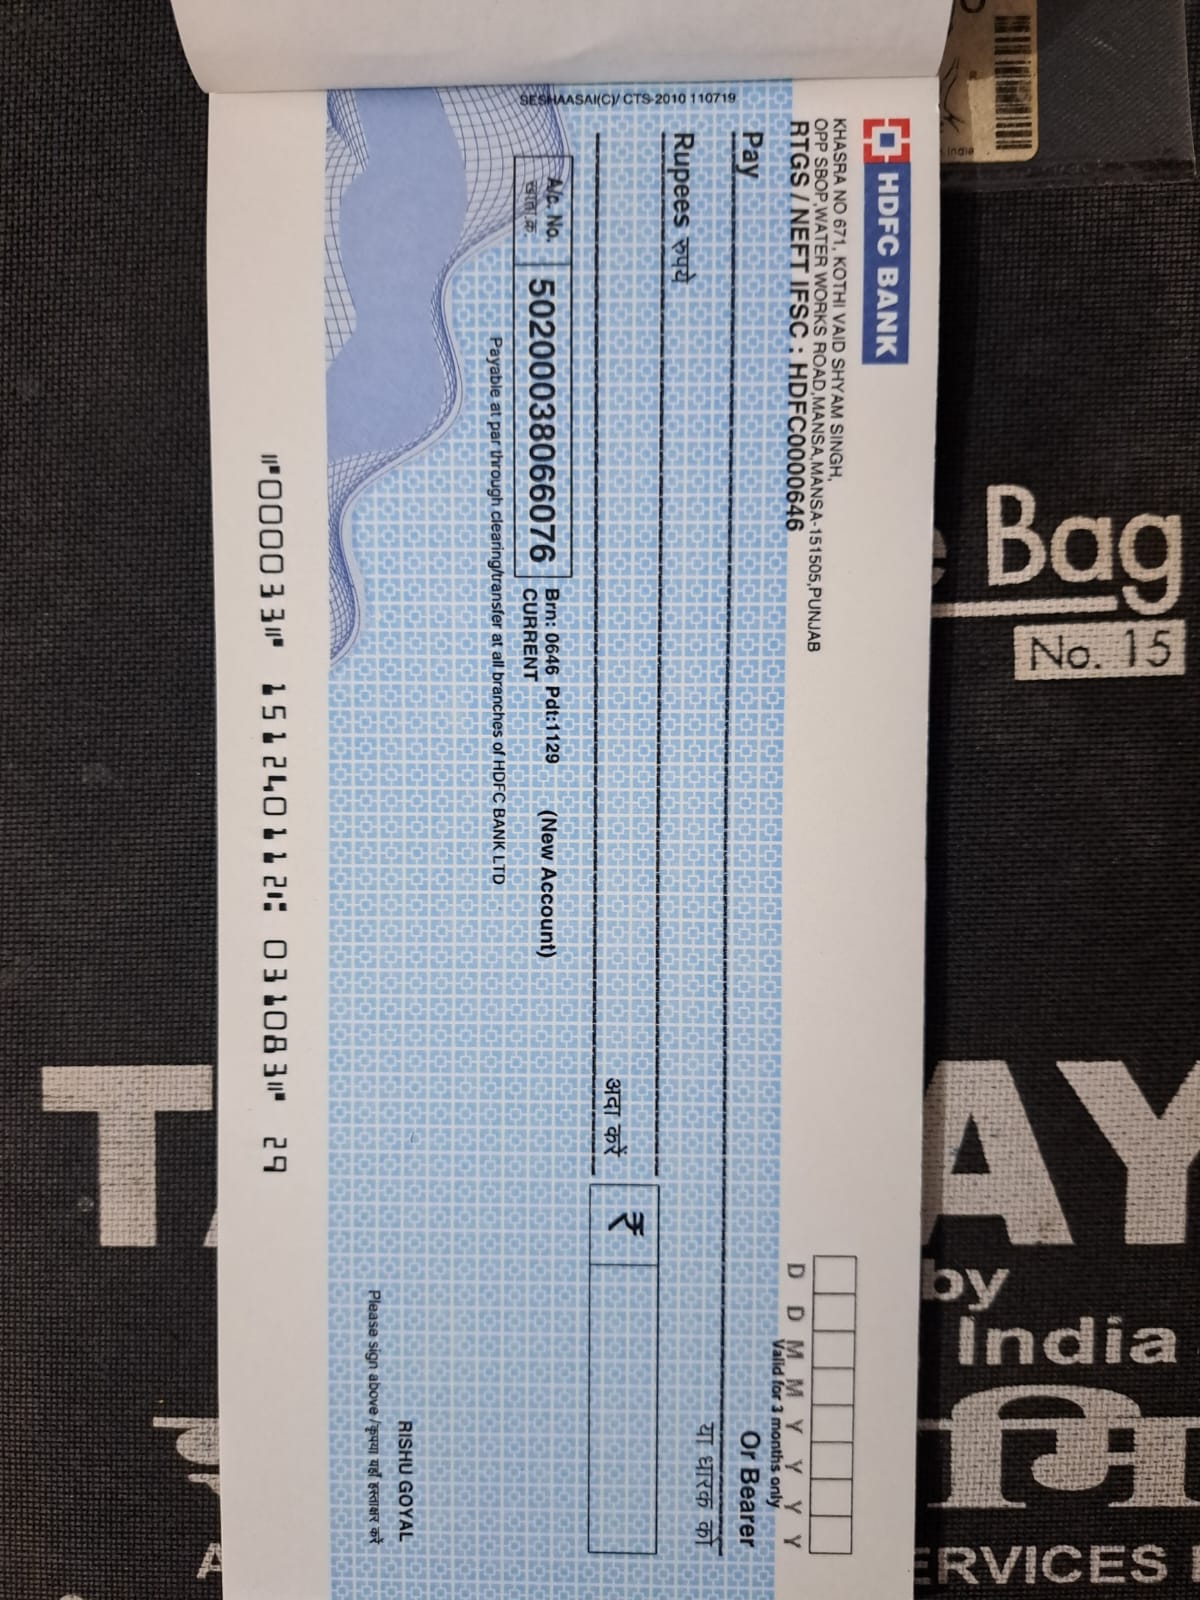 HDFC BANK
KHASRA NO 671, KOTHI VAID SHYAM SINGH,
OPP SBOP,WATER WORKS ROAD,MANSA,MANSA-151505,PUNJAB
RTGS / NEFT IFSC : HDFC0000646
D D M M Y Y Y Y
Valid for 3 months only
Pay
Or Bearer
या धारक को
Rupees रुपये
अदा करें
₹
SESHAASAI(C)/ CTS-2010 110719
A/c. No.
खाता क्र.
50200038066076
Brn: 0646 Pdt:1129 (New Account)
CURRENT
Payable at par through clearing/transfer at all branches of HDFC BANK LTD
RISHU GOYAL
Please sign above /कृपया यहाँ हस्ताक्षर करें
⑈000033⑈ 151240112⑆ 031083⑈ 29
Bag
No. 15
AY
by
India
ERVICES
India